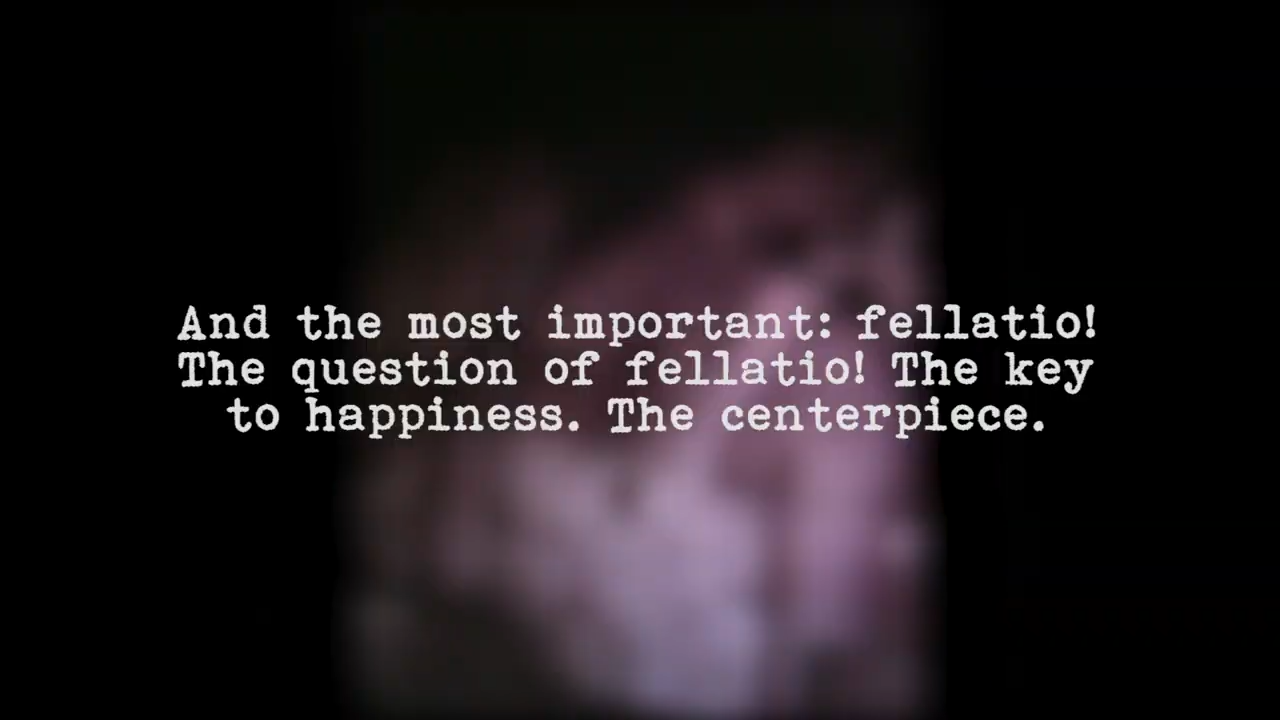 And the most important: fellatio!
The question of fellatio! The key
to happiness. The centerpiece.